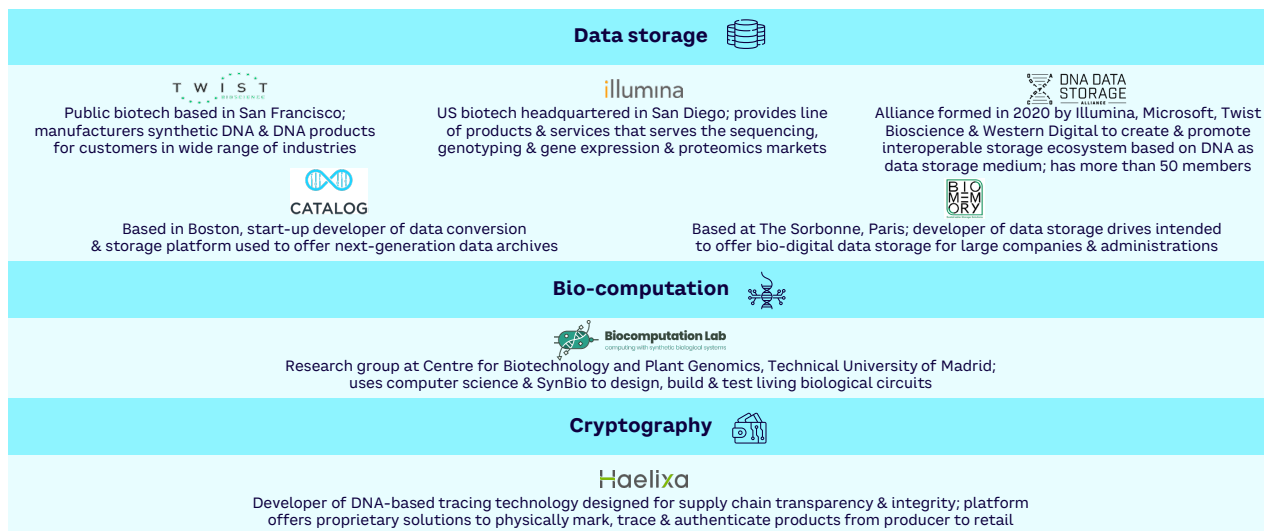 Data storage
TWIST
BIOSCIENCE
Public biotech based in San Francisco;
manufacturers synthetic DNA & DNA products
for customers in wide range of industries
illumina
US biotech headquartered in San Diego; provides line
of products & services that serves the sequencing,
genotyping & gene expression & proteomics markets
DNA DATA
STORAGE
ALLIANCE
Alliance formed in 2020 by Illumina, Microsoft, Twist
Bioscience & Western Digital to create & promote
interoperable storage ecosystem based on DNA as
data storage medium; has more than 50 members
CATALOG
Based in Boston, start-up developer of data conversion
& storage platform used to offer next-generation data archives
BIO
MEM
ORY
Based at The Sorbonne, Paris; developer of data storage drives intended
to offer bio-digital data storage for large companies & administrations
Bio-computation
Biocomputation Lab
computing with synthetic biological systems
Research group at Centre for Biotechnology and Plant Genomics, Technical University of Madrid;
uses computer science & SynBio to design, build & test living biological circuits
Cryptography
Haelixa
Developer of DNA-based tracing technology designed for supply chain transparency & integrity; platform
offers proprietary solutions to physically mark, trace & authenticate products from producer to retail